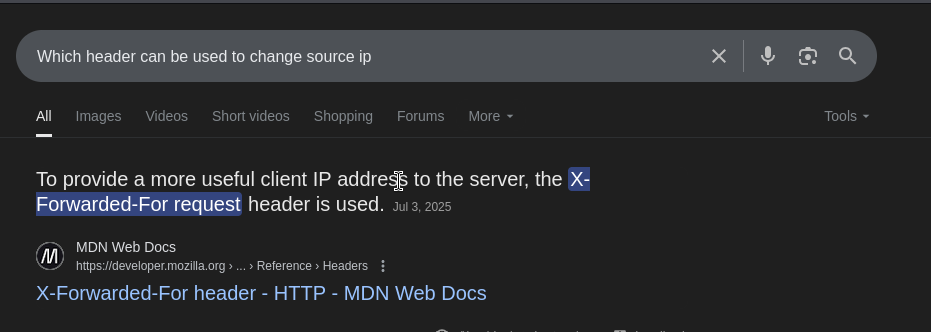 Which header can be used to change source ip
All Images Videos Short videos Shopping Forums More Tools
To provide a more useful client IP address to the server, the X-
Forwarded-For request header is used. Jul 3, 2025
MDN Web Docs
https://developer.mozilla.org › ... › Reference › Headers
X-Forwarded-For header - HTTP - MDN Web Docs